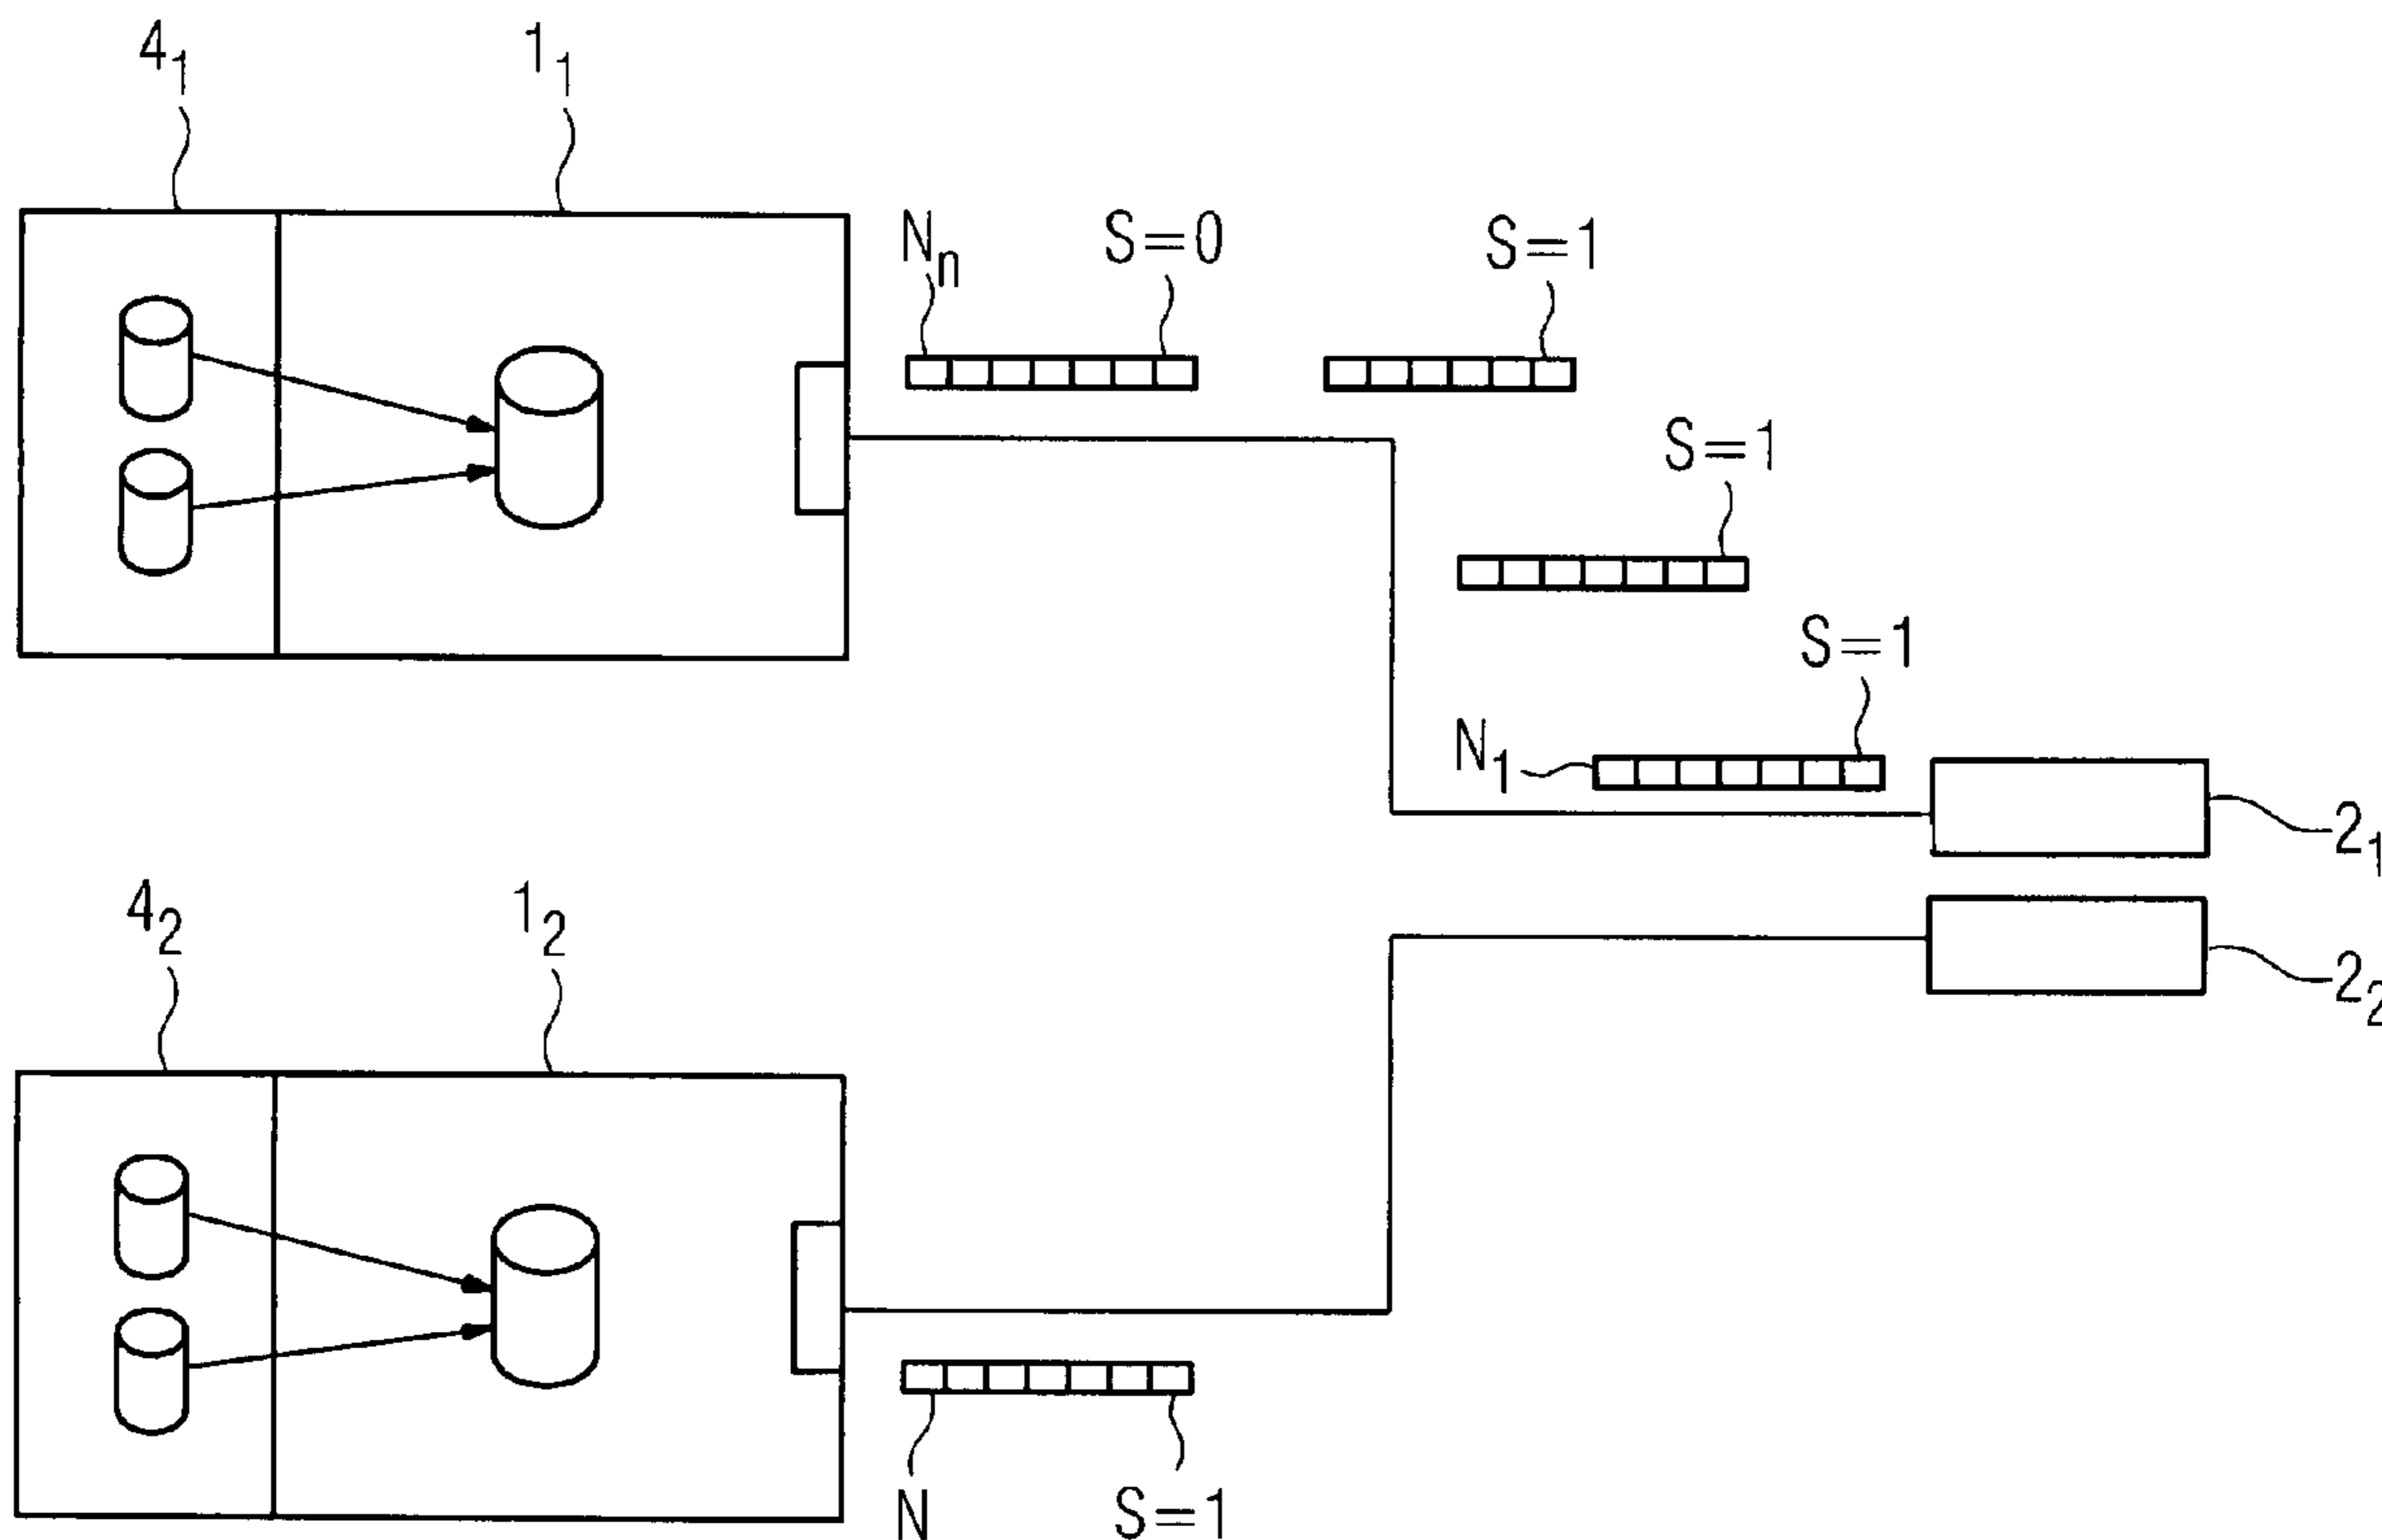 4₁ 1₁
Nₙ S=0 S=1
S=1
S=1
N₁
2₁
4₂ 1₂
2₂
N S=1